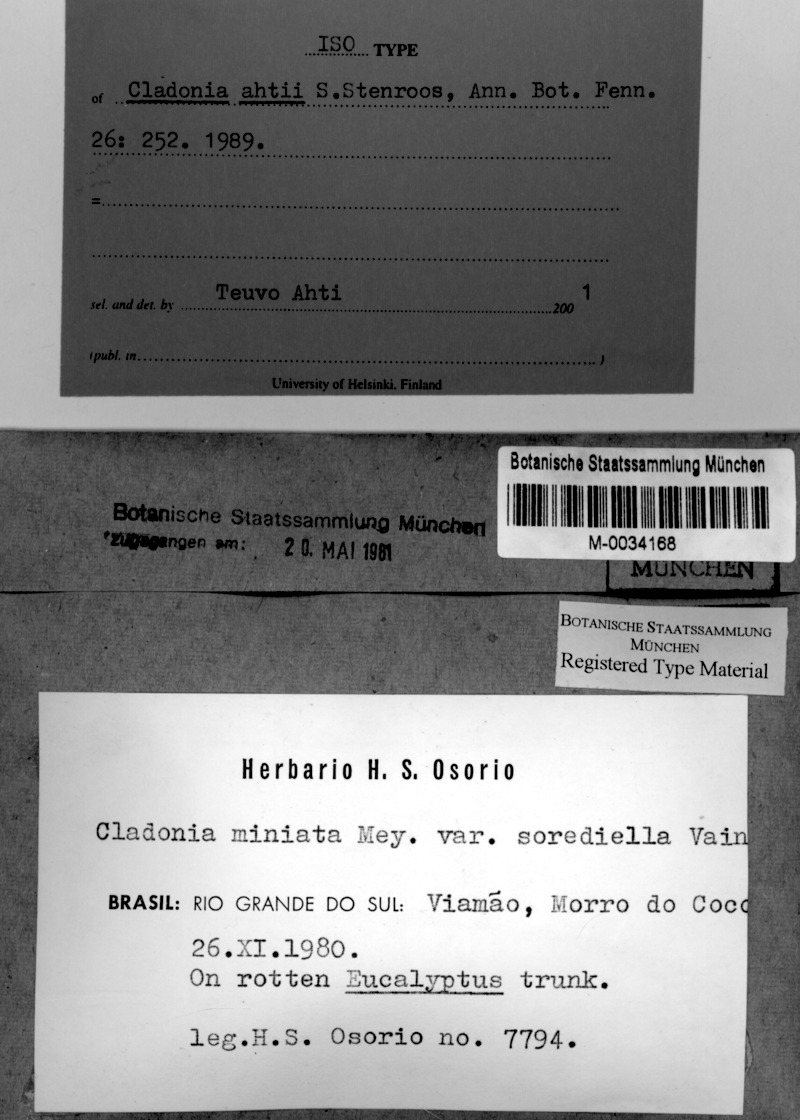 ISO TYPE
of Cladonia ahtii S.Stenroos, Ann. Bot. Fenn.
26: 252. 1989.
=
sel. and det. by Teuvo Ahti 200 1
(publ. in )
University of Helsinki, Finland
Botanische Staatssammlung München
M-0034168
Botanische Staatssammlung München
zugegangen am: 20. MAI 1981
MÜNCHEN
BOTANISCHE STAATSSAMMLUNG
MÜNCHEN
Registered Type Material
Herbario H. S. Osorio
Cladonia miniata Mey. var. sorediella Vain
BRASIL: RIO GRANDE DO SUL: Viamão, Morro do Coco
26.XI.1980.
On rotten Eucalyptus trunk.
leg.H.S. Osorio no. 7794.